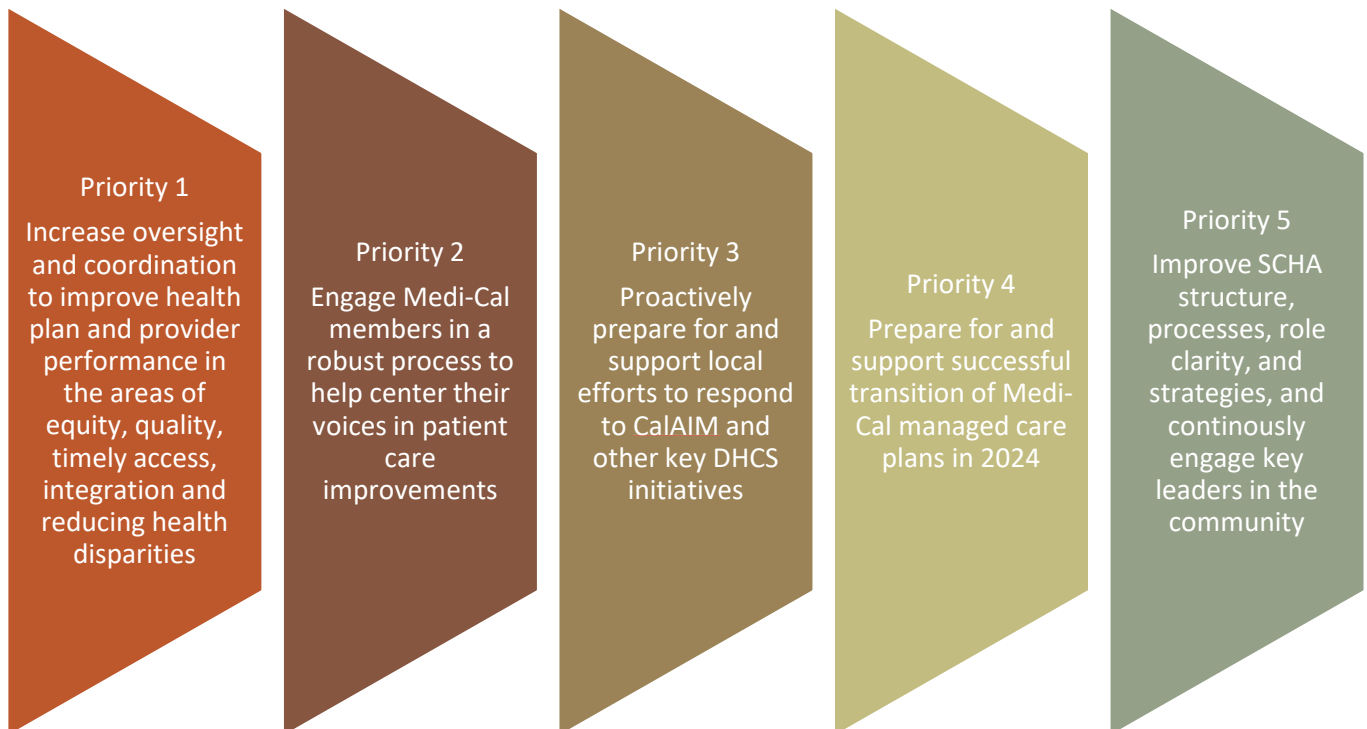 Priority 1
Increase oversight
and coordination
to improve health
plan and provider
performance in
the areas of
equity, quality,
timely access,
integration and
reducing health
disparities
Priority 2
Engage Medi-Cal
members in a
robust process to
help center their
voices in patient
care
improvements
Priority 3
Proactively
prepare for and
support local
efforts to respond
to CalAIM and
other key DHCS
initiatives
Priority 4
Prepare for and
support successful
transition of Medi-
Cal managed care
plans in 2024
Priority 5
Improve SCHA
structure,
processes, role
clarity, and
strategies, and
continously
engage key
leaders in the
community